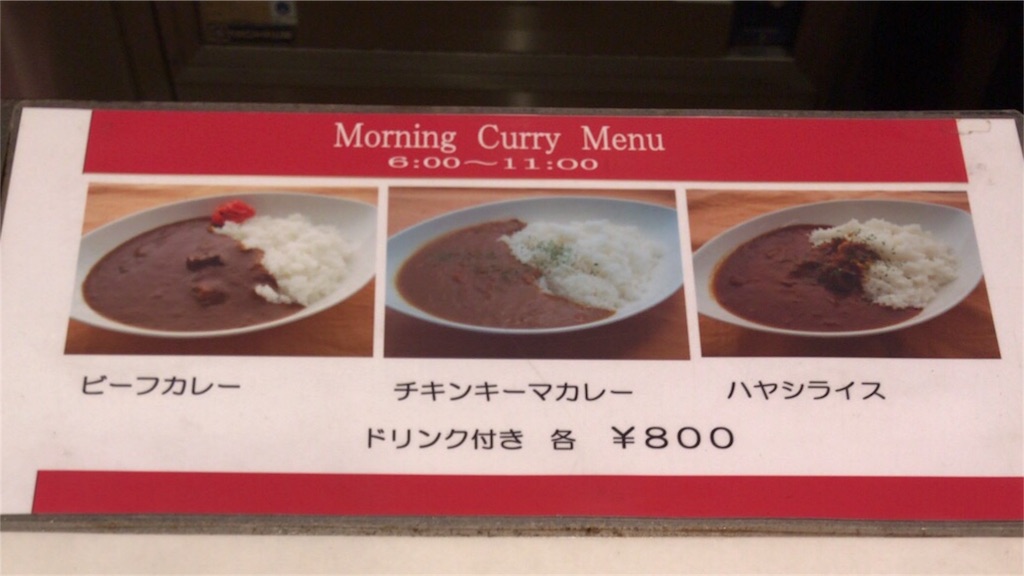 Morning Curry Menu
6:00〜11:00
ビーフカレー
チキンキーマカレー
ハヤシライス
ドリンク付き 各 ￥800